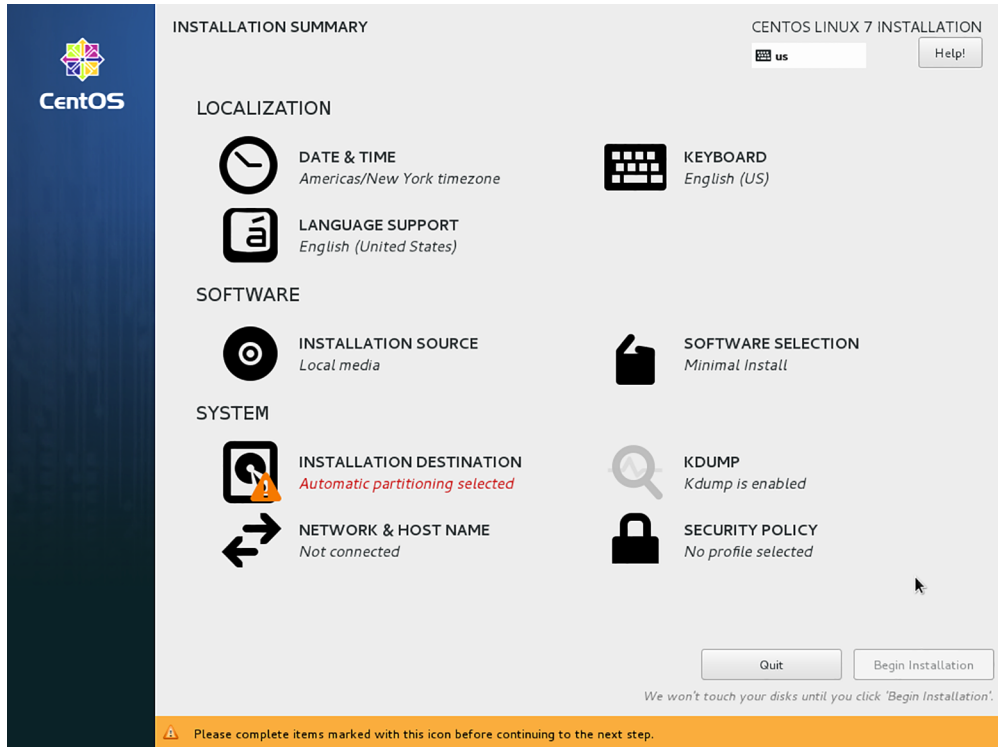 INSTALLATION SUMMARY
CENTOS LINUX 7 INSTALLATION
us
Help!
CentOS
LOCALIZATION
DATE & TIME
Americas/New York timezone
KEYBOARD
English (US)
LANGUAGE SUPPORT
English (United States)
SOFTWARE
INSTALLATION SOURCE
Local media
SOFTWARE SELECTION
Minimal Install
SYSTEM
INSTALLATION DESTINATION
Automatic partitioning selected
KDUMP
Kdump is enabled
NETWORK & HOST NAME
Not connected
SECURITY POLICY
No profile selected
Quit
Begin Installation
We won't touch your disks until you click 'Begin Installation'.
Please complete items marked with this icon before continuing to the next step.